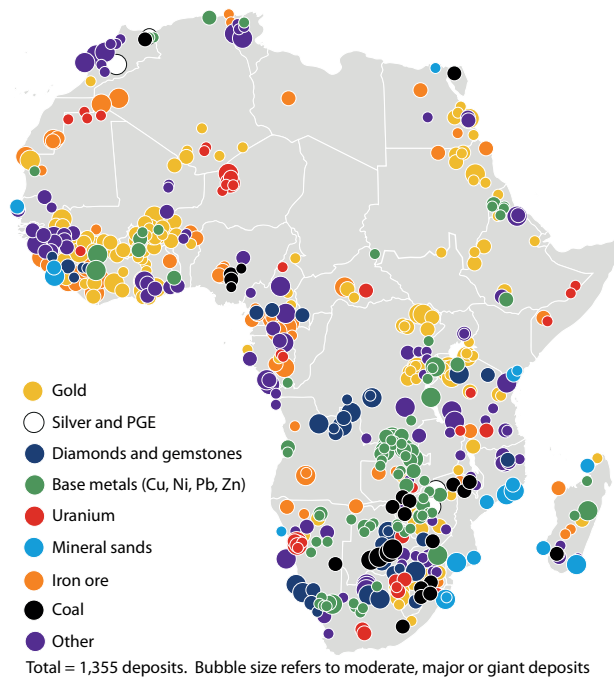 Gold
Silver and PGE
Diamonds and gemstones
Base metals (Cu, Ni, Pb, Zn)
Uranium
Mineral sands
Iron ore
Coal
Other
Total = 1,355 deposits. Bubble size refers to moderate, major or giant deposits